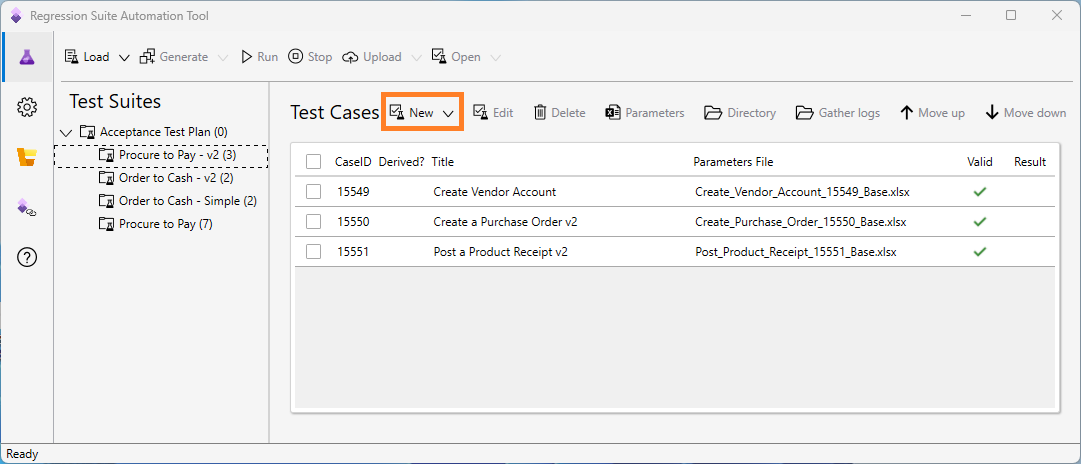 Regression Suite Automation Tool
Load Generate Run Stop Upload Open
Test Suites
Acceptance Test Plan (0)
Procure to Pay - v2 (3)
Order to Cash - v2 (2)
Order to Cash - Simple (2)
Procure to Pay (7)
Test Cases New Edit Delete Parameters Directory Gather logs Move up Move down
CaseID Derived? Title Parameters File Valid Result
15549 Create Vendor Account Create_Vendor_Account_15549_Base.xlsx
15550 Create a Purchase Order v2 Create_Purchase_Order_15550_Base.xlsx
15551 Post a Product Receipt v2 Post_Product_Receipt_15551_Base.xlsx
Ready